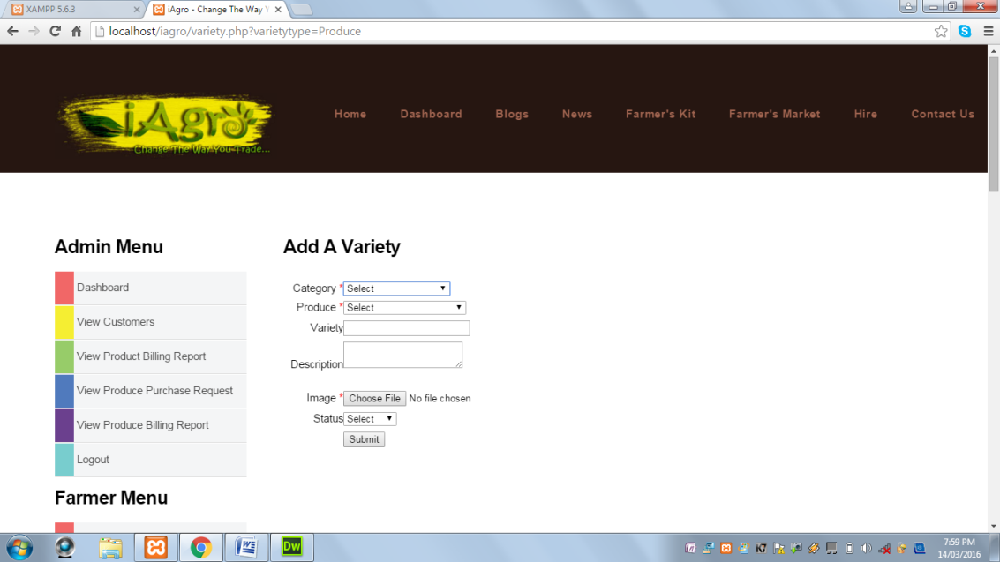 XAMPP 5.6.3
iAgro - Change The Way Y
localhost/iagro/variety.php?varietytype=Produce
iAgro
Change The Way You Trade...
Home Dashboard Blogs News Farmer's Kit Farmer's Market Hire Contact Us
Admin Menu
Dashboard
View Customers
View Product Billing Report
View Produce Purchase Request
View Produce Billing Report
Logout
Farmer Menu
Add A Variety
Category * Select
Produce * Select
Variety
Description
Image * Choose File No file chosen
Status Select
Submit
Dw
K7
7:59 PM
14/03/2016